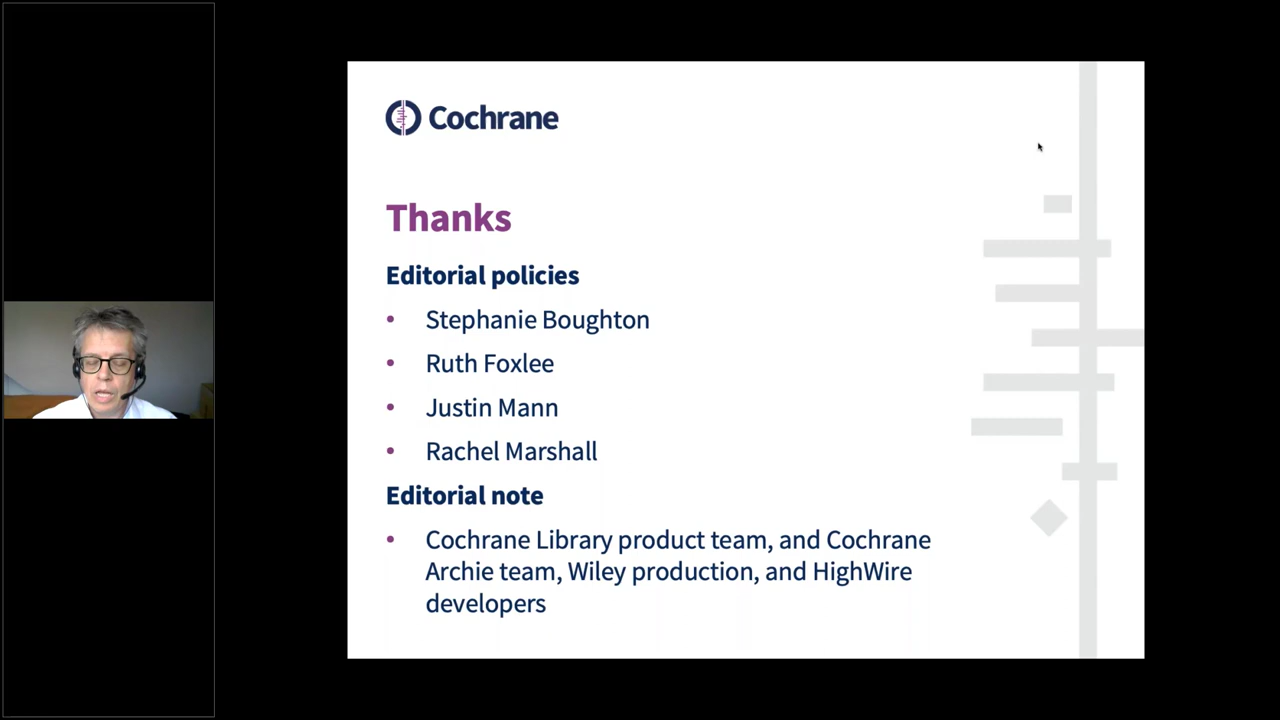 Cochrane
Thanks
Editorial policies
• Stephanie Boughton
• Ruth Foxlee
• Justin Mann
• Rachel Marshall
Editorial note
• Cochrane Library product team, and Cochrane
Archie team, Wiley production, and HighWire
developers